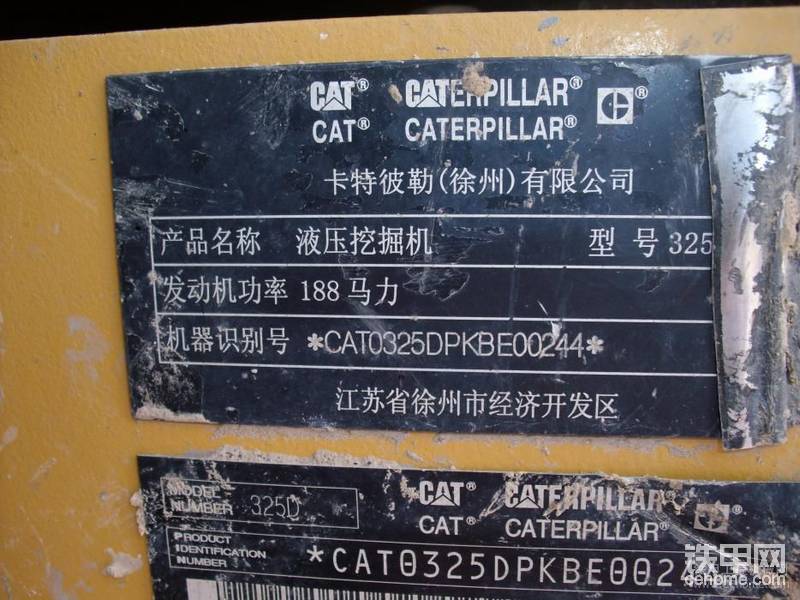 CAT® CATERPILLAR® ®
CAT® CATERPILLAR®
卡特彼勒(徐州)有限公司
产品名称 液压挖掘机 型 号 325
发动机功率 188 马力
机器识别号 *CAT0325DPKBE00244*
江苏省徐州市经济开发区
MODEL NUMBER 325D
CAT® CATERPILLAR® ®
CAT® CATERPILLAR®
PRODUCT IDENTIFICATION NUMBER
*CAT0325DPKBE0024
铁甲网
cehome.com